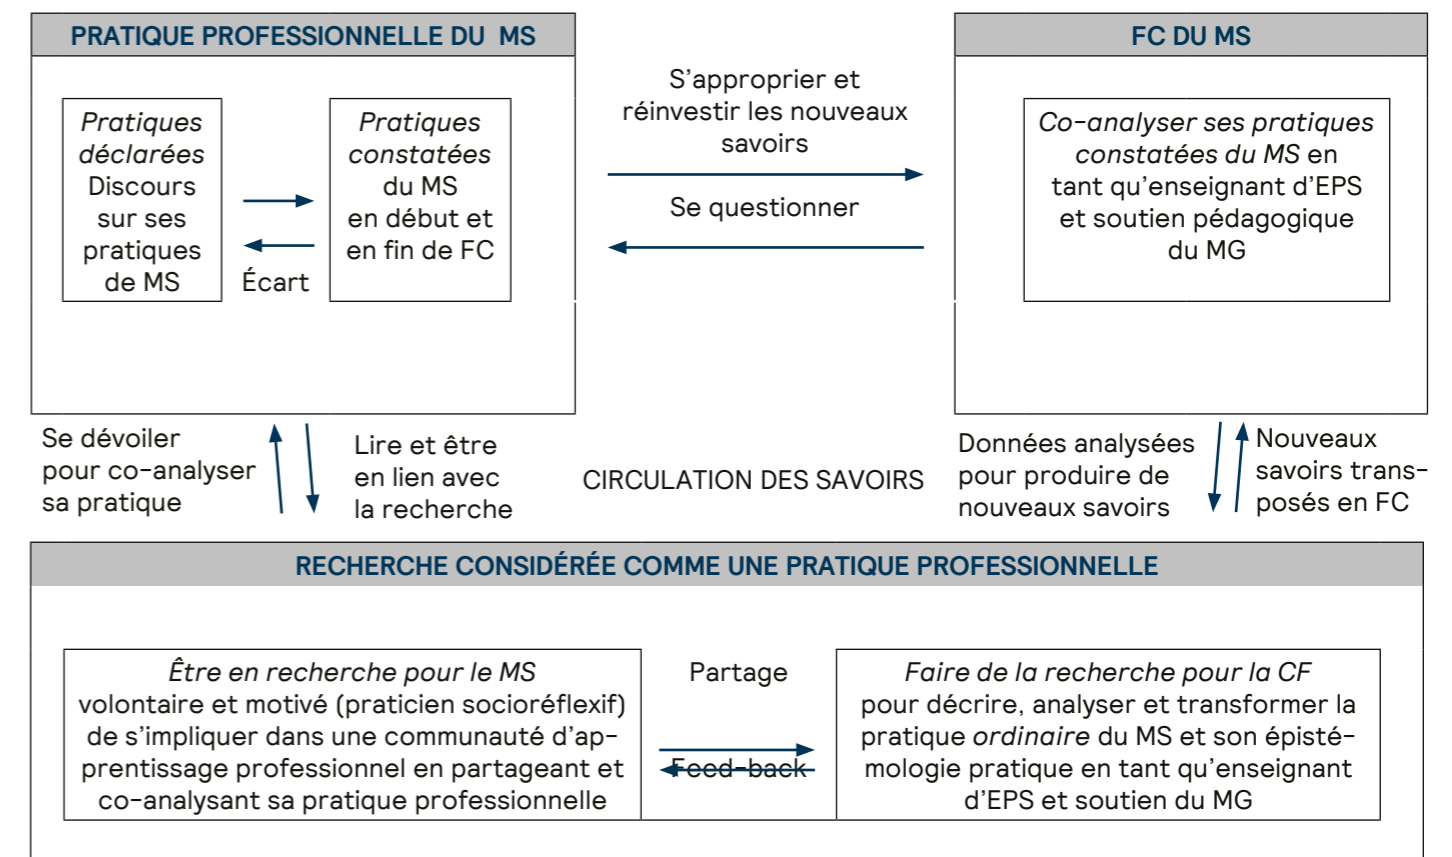 PRATIQUE PROFESSIONNELLE DU MS
Pratiques
déclarées
Discours
sur ses
pratiques
de MS
Écart
Pratiques
constatées
du MS
en début et
en fin de FC
S'approprier et
réinvestir les nouveaux
savoirs
Se questionner
FC DU MS
Co-analyser ses pratiques
constatées du MS en
tant qu'enseignant d'EPS
et soutien pédagogique
du MG
Se dévoiler
pour co-analyser
sa pratique
Lire et être
en lien avec
la recherche
CIRCULATION DES SAVOIRS
Données analysées
pour produire de
nouveaux savoirs
Nouveaux
savoirs trans-
posés en FC
RECHERCHE CONSIDÉRÉE COMME UNE PRATIQUE PROFESSIONNELLE
Être en recherche pour le MS
volontaire et motivé (praticien socioréflexif)
de s'impliquer dans une communauté d'ap-
prentissage professionnel en partageant et
co-analysant sa pratique professionnelle
Partage
Feed-back
Faire de la recherche pour la CF
pour décrire, analyser et transformer la
pratique ordinaire du MS et son épisté-
mologie pratique en tant qu'enseignant
d'EPS et soutien du MG